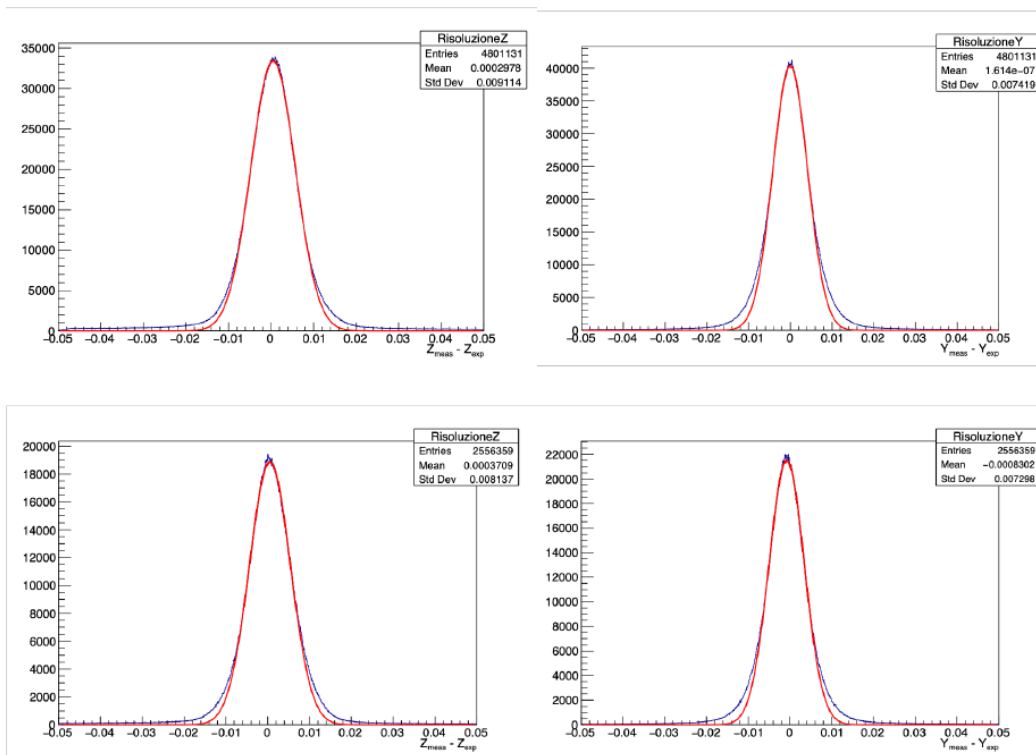 RisoluzioneZ
Entries 4801131
Mean 0.0002978
Std Dev 0.009114
35000
30000
25000
20000
15000
10000
5000
0
−0.05 −0.04 −0.03 −0.02 −0.01 0 0.01 0.02 0.03 0.04 0.05
Zmeas - Zexp
RisoluzioneY
Entries 4801131
Mean 1.614e−07
Std Dev 0.007419
40000
35000
30000
25000
20000
15000
10000
5000
0
−0.05 −0.04 −0.03 −0.02 −0.01 0 0.01 0.02 0.03 0.04 0.05
Ymeas - Yexp
RisoluzioneZ
Entries 2556359
Mean 0.0003709
Std Dev 0.008137
20000
18000
16000
14000
12000
10000
8000
6000
4000
2000
0
−0.05 −0.04 −0.03 −0.02 −0.01 0 0.01 0.02 0.03 0.04 0.05
Zmeas - Zexp
RisoluzioneY
Entries 2556359
Mean −0.0008302
Std Dev 0.007298
22000
20000
18000
16000
14000
12000
10000
8000
6000
4000
2000
0
−0.05 −0.04 −0.03 −0.02 −0.01 0 0.01 0.02 0.03 0.04 0.05
Ymeas - Yexp